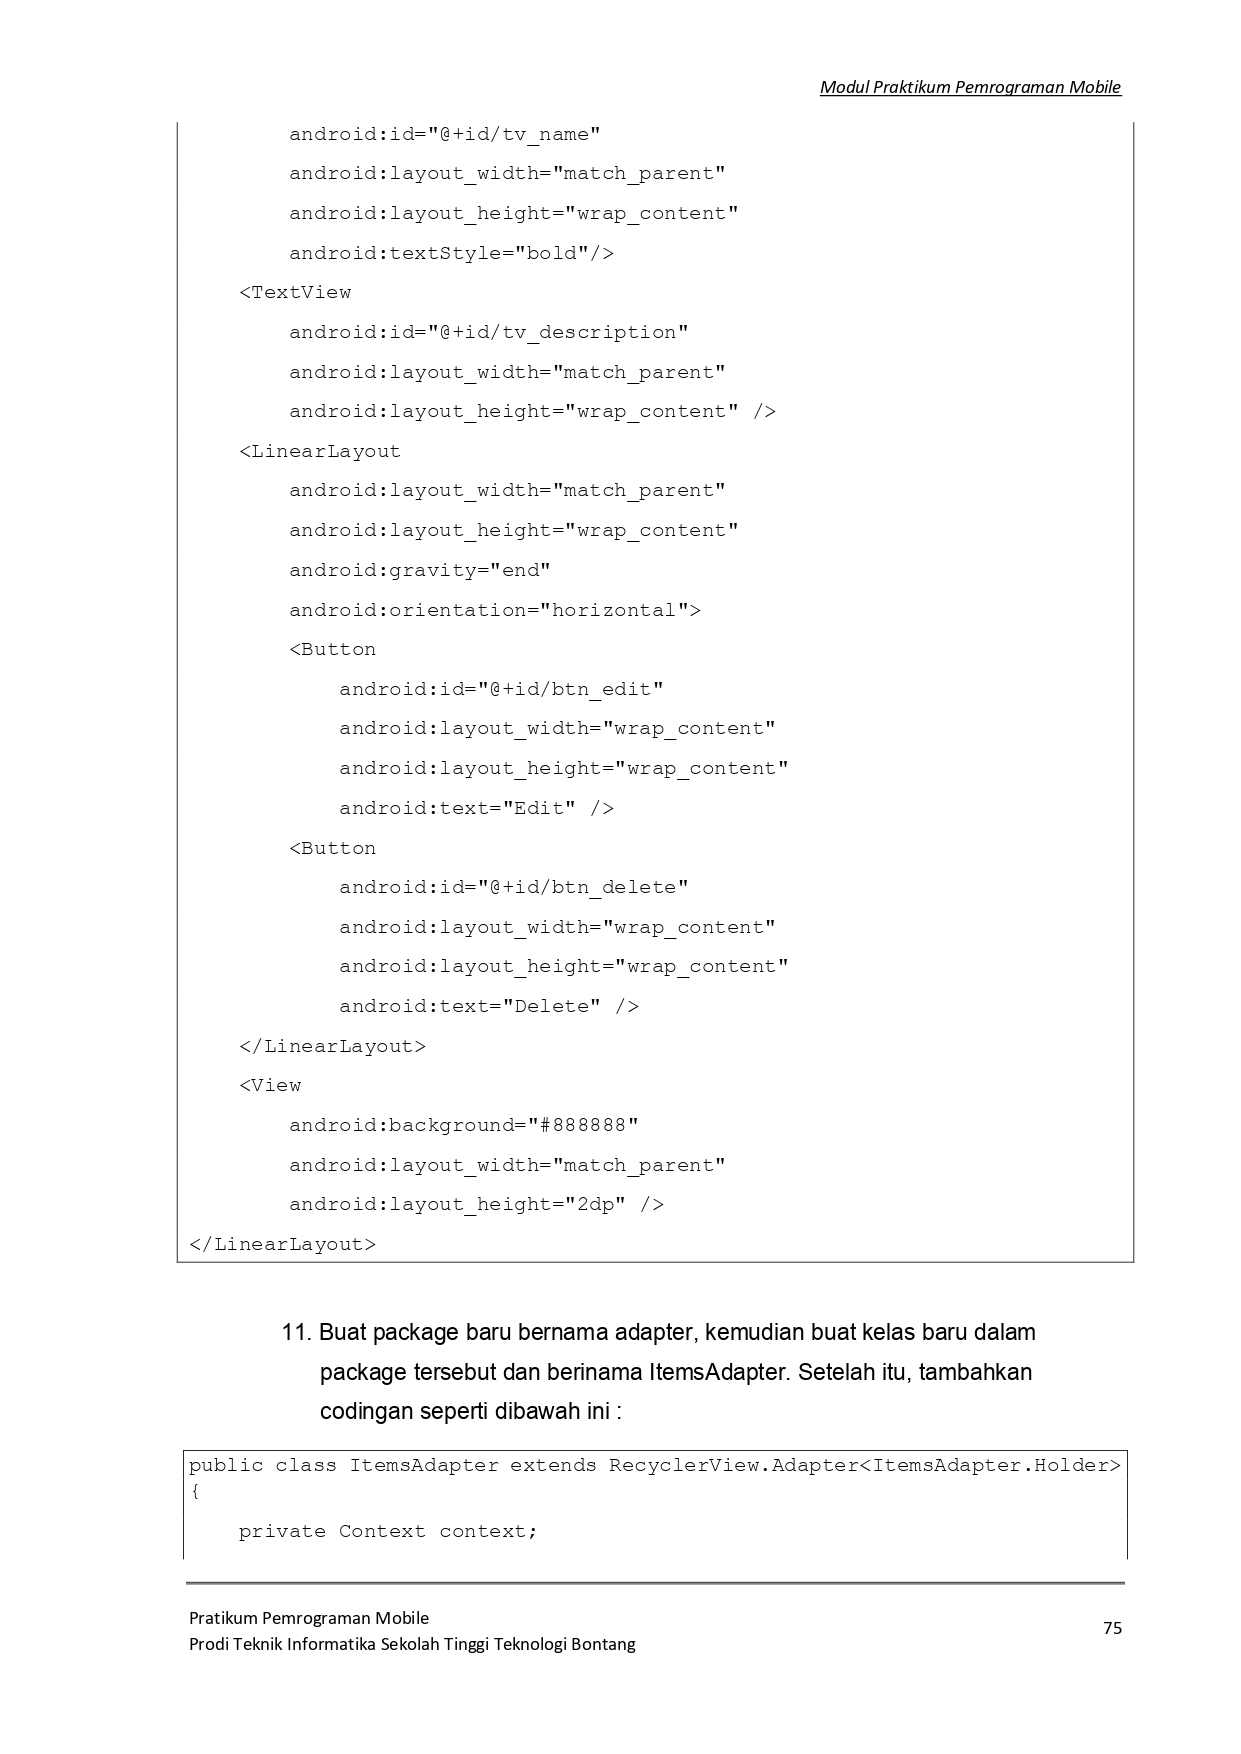 Modul Praktikum Pemrograman Mobile
android:id="@+id/tv_name"
android:layout_width="match_parent"
android:layout_height="wrap_content"
android:textStyle="bold"/>
<TextView
android:id="@+id/tv_description"
android:layout_width="match_parent"
android:layout_height="wrap_content" />
<LinearLayout
android:layout_width="match_parent"
android:layout_height="wrap_content"
android:gravity="end"
android:orientation="horizontal">
<Button
android:id="@+id/btn_edit"
android:layout_width="wrap_content"
android:layout_height="wrap_content"
android:text="Edit" />
<Button
android:id="@+id/btn_delete"
android:layout_width="wrap_content"
android:layout_height="wrap_content"
android:text="Delete" />
</LinearLayout>
<View
android:background="#888888"
android:layout_width="match_parent"
android:layout_height="2dp" />
</LinearLayout>
11. Buat package baru bernama adapter, kemudian buat kelas baru dalam
package tersebut dan berinama ItemsAdapter. Setelah itu, tambahkan
codingan seperti dibawah ini :
public class ItemsAdapter extends RecyclerView.Adapter<ItemsAdapter.Holder>
{
private Context context;
Pratikum Pemrograman Mobile
Prodi Teknik Informatika Sekolah Tinggi Teknologi Bontang
75